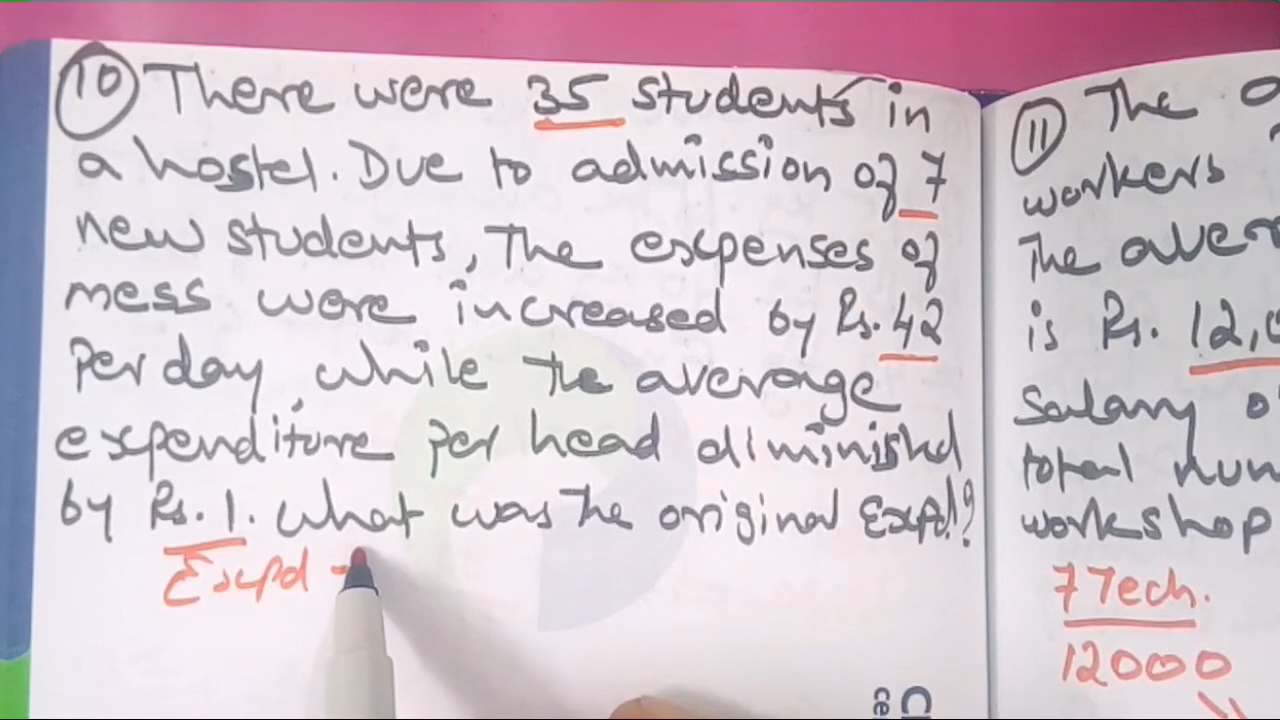 10 There were 35 students in
a hostel. Due to admission of 7
new students, The expenses of
mess were increased by Rs. 42
Per day, while the average
expenditure per head diminishd
by Rs. 1. What was the original Expd.?
Expd -
11 The
workers
The aver
is Rs. 12,0
Salary o
total num
workshop
7 Tech.
12000